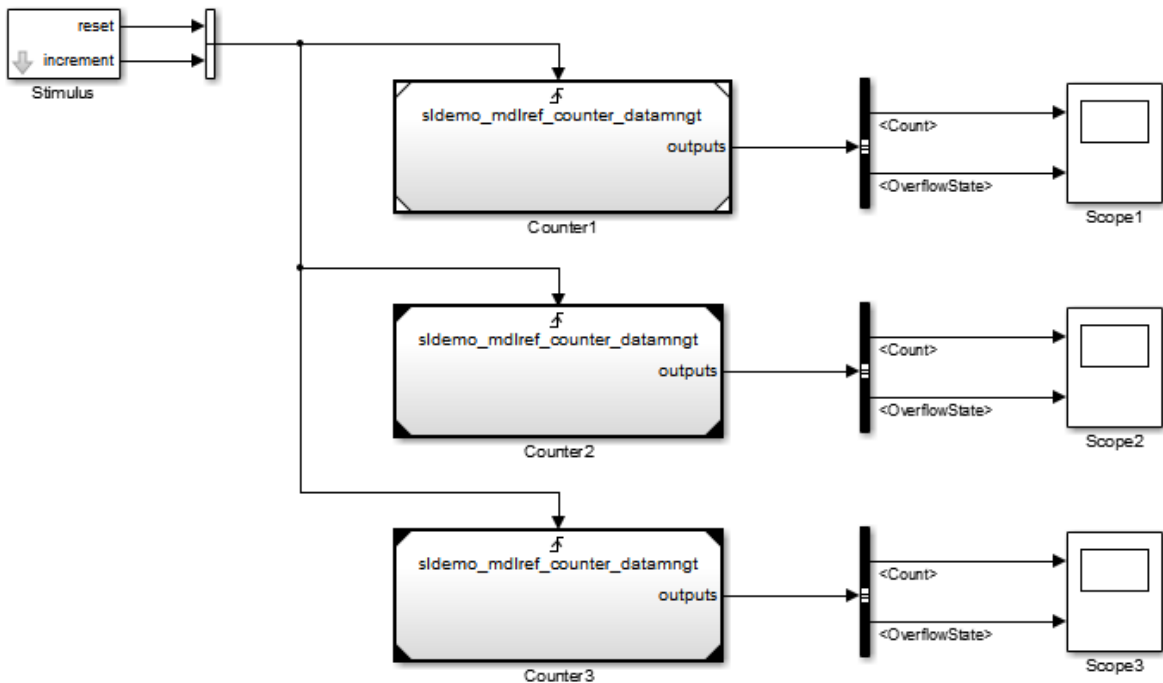 reset
increment
Stimulus
sldemo_mdlref_counter_datamngt
outputs
Counter1
<Count>
<OverflowState>
Scope1
sldemo_mdlref_counter_datamngt
outputs
Counter2
<Count>
<OverflowState>
Scope2
sldemo_mdlref_counter_datamngt
outputs
Counter3
<Count>
<OverflowState>
Scope3